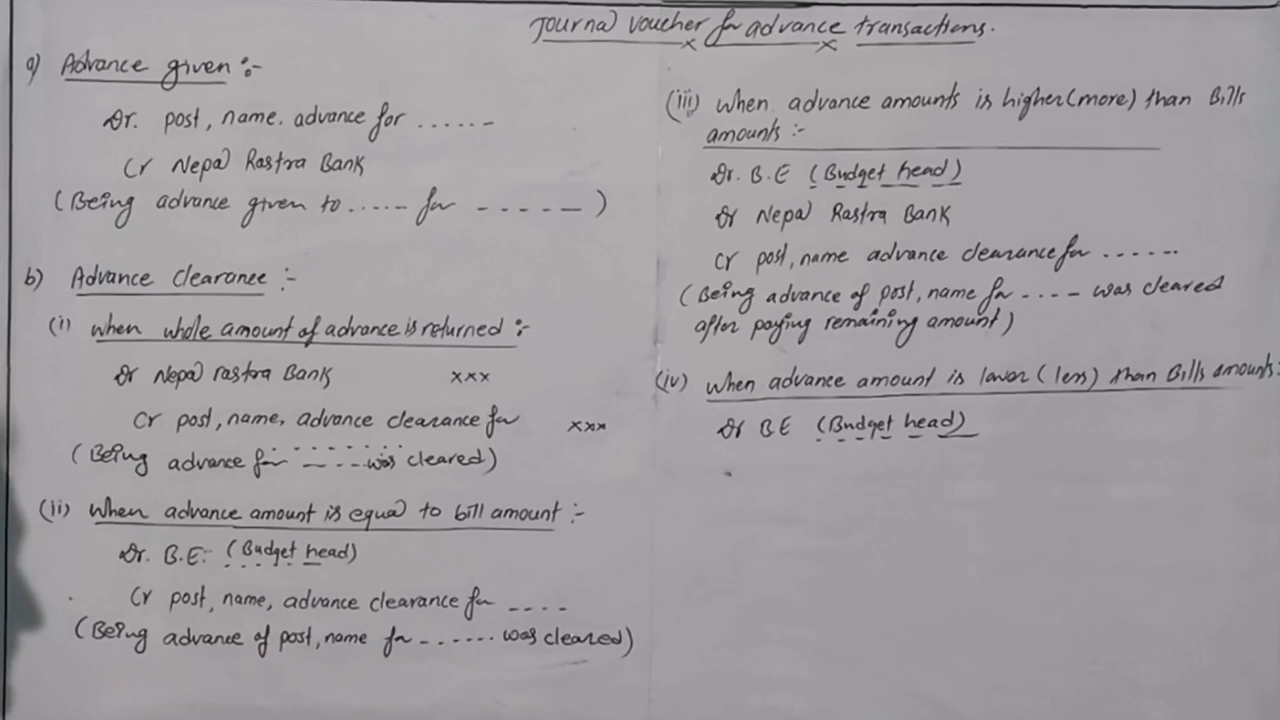 Journal voucher for advance transactions.
a) Advance given :-
Dr. post, name. advance for ......
Cr Nepal Rastra Bank
(Being advance given to ..... for - - - - -)
b) Advance clearance :-
(i) when whole amount of advance is returned :-
Dr Nepal rastra Bank xxx
Cr post, name, advance clearance for ........ xxx
(Being advance for - - - - was cleared)
(ii) When advance amount is equal to bill amount :-
Dr. B.E. (Budget head)
Cr post, name, advance clearance for - - - -
(Being advance of post, name for ....... was cleared)
(iii) when advance amounts is higher (more) than Bills
amounts :-
Dr. B.E (Budget head)
Dr Nepal Rastra Bank
Cr post, name advance clearance for ......
(Being advance of post, name for .... was cleared
after paying remaining amount)
(iv) when advance amount is lower (less) than Bills amounts:
Dr BE (Budget head)